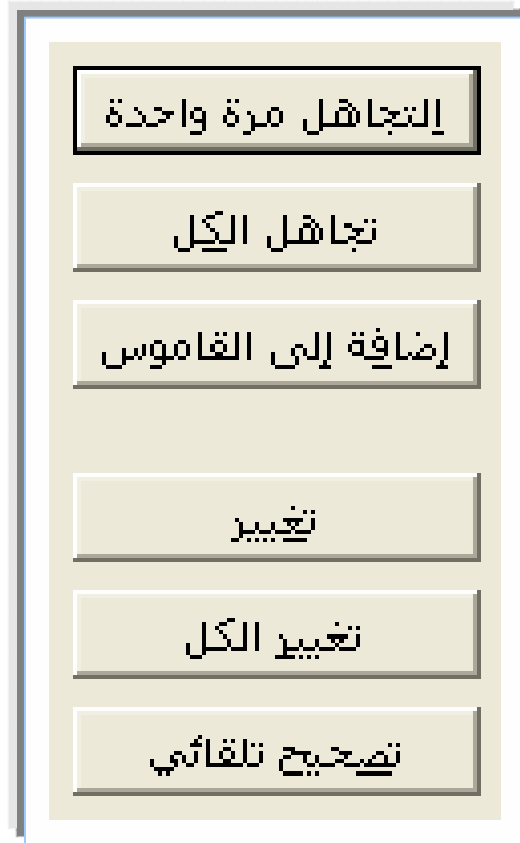 التجاهل مرة واحدة
تجاهل الكل
إضافة إلى القاموس
تغيير
تغيير الكل
تصحيح تلقائي